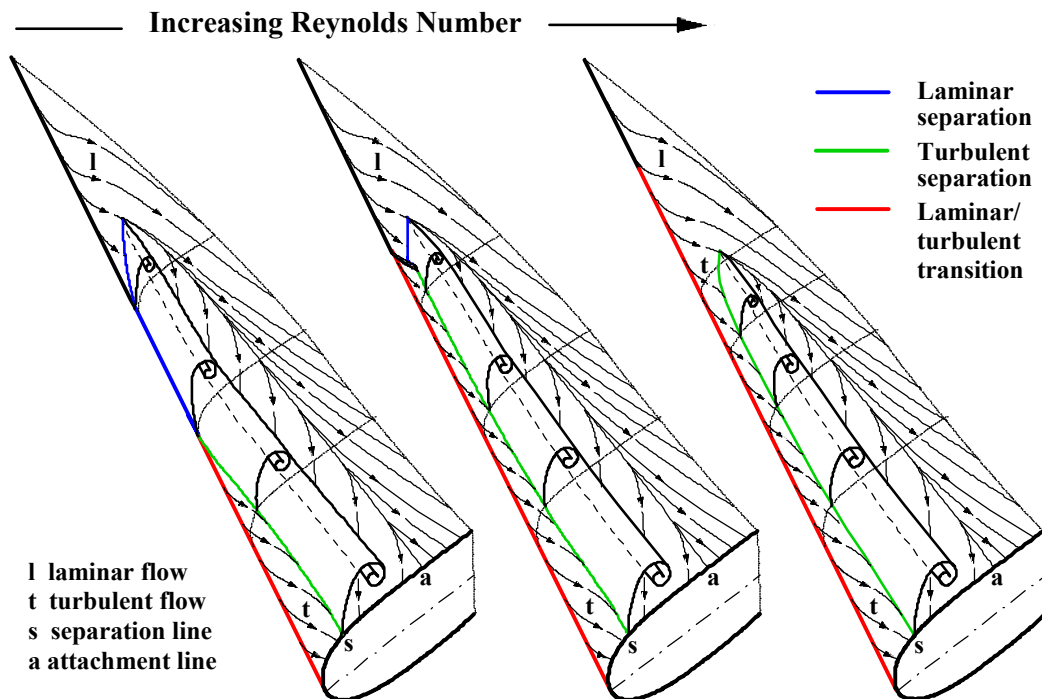 Increasing Reynolds Number
Laminar
separation
Turbulent
separation
Laminar/
turbulent
transition
l
l
l
t
a
a
a
t
t
t
s
s
s
l laminar flow
t turbulent flow
s separation line
a attachment line